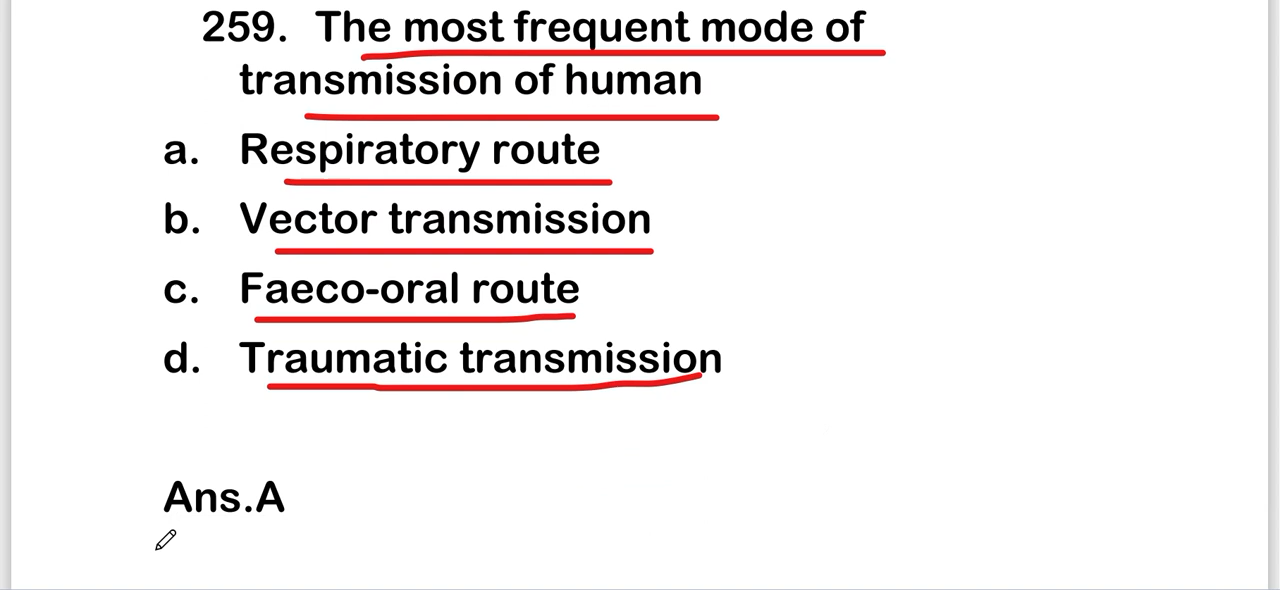 259. The most frequent mode of
transmission of human
a. Respiratory route
b. Vector transmission
c. Faeco-oral route
d. Traumatic transmission
Ans.A